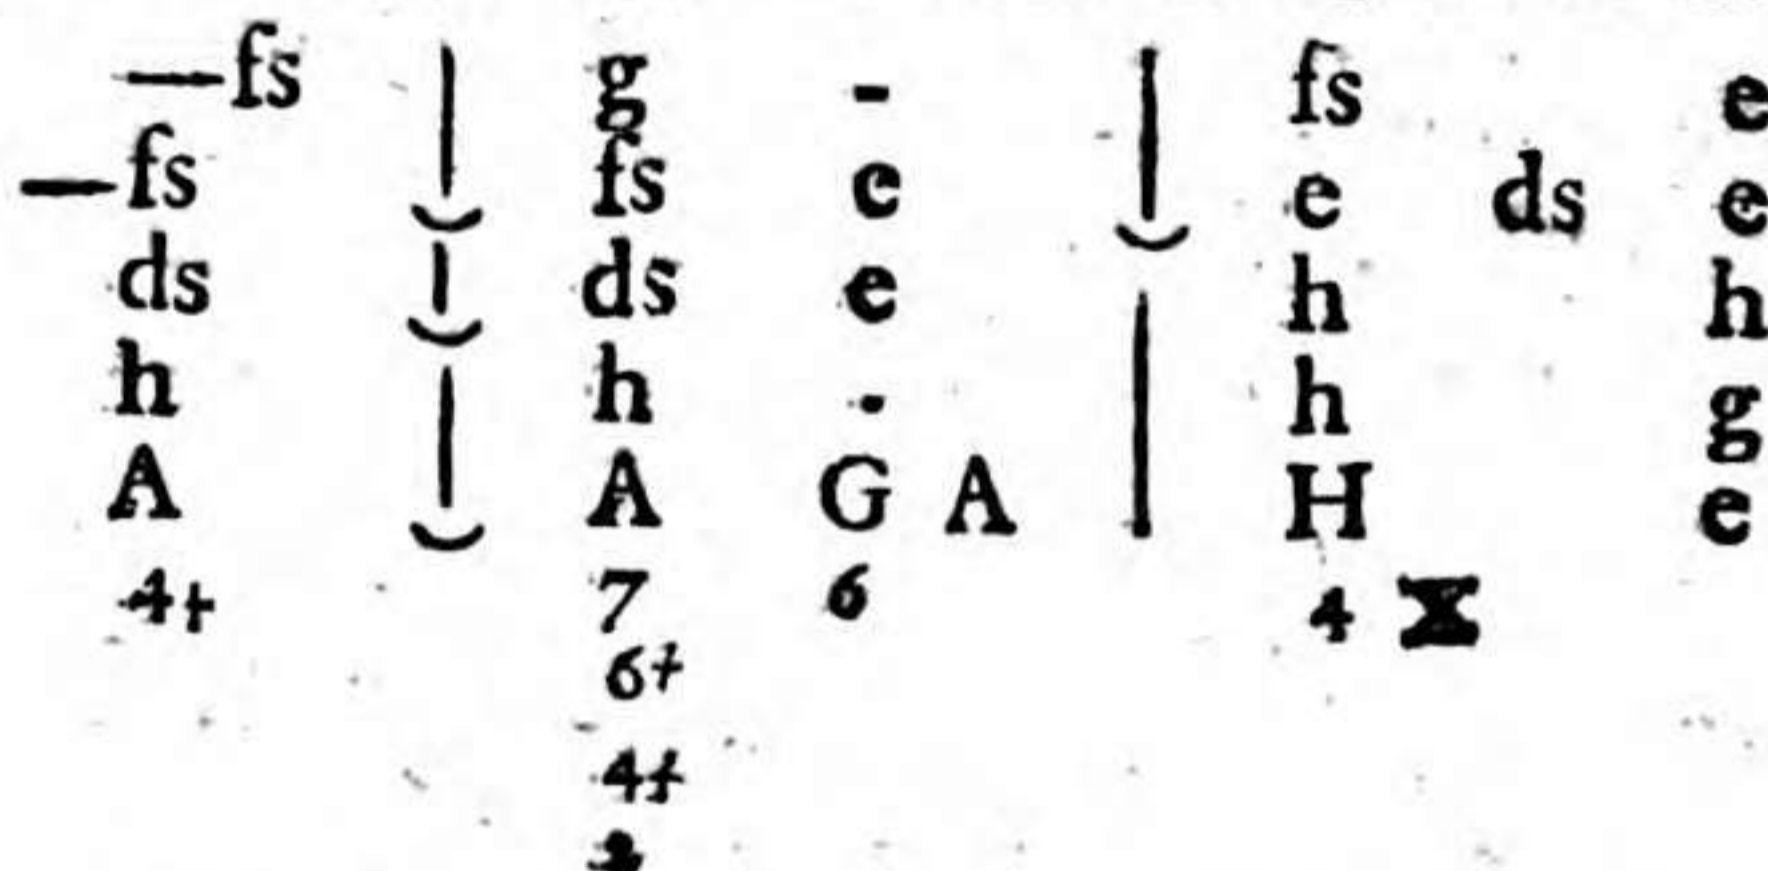 —fs | g - | fs e
—fs fs e e ds e
ds | ds e h h
h | h - | h g
A A G A H e
4+ 7 6 4 X
6+
4+